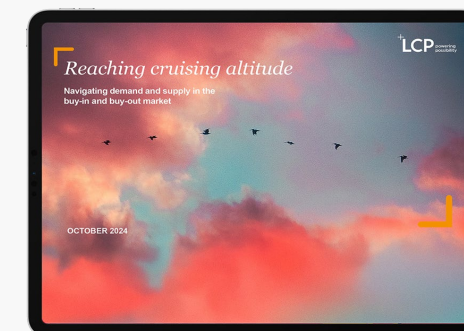 LCP powering
possibility
Reaching cruising altitude
Navigating demand and supply in the
buy-in and buy-out market
OCTOBER 2024